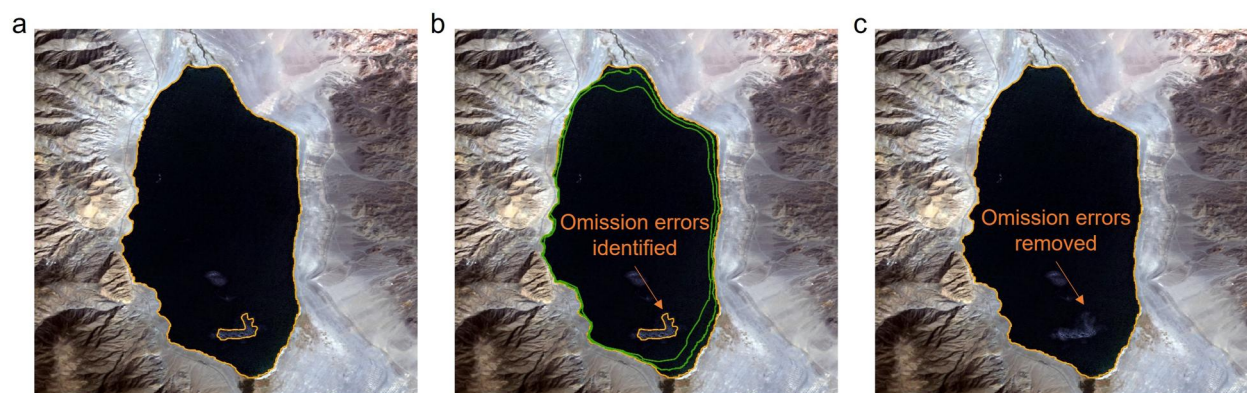 a
b
c
Omission errors
identified
Omission errors
removed